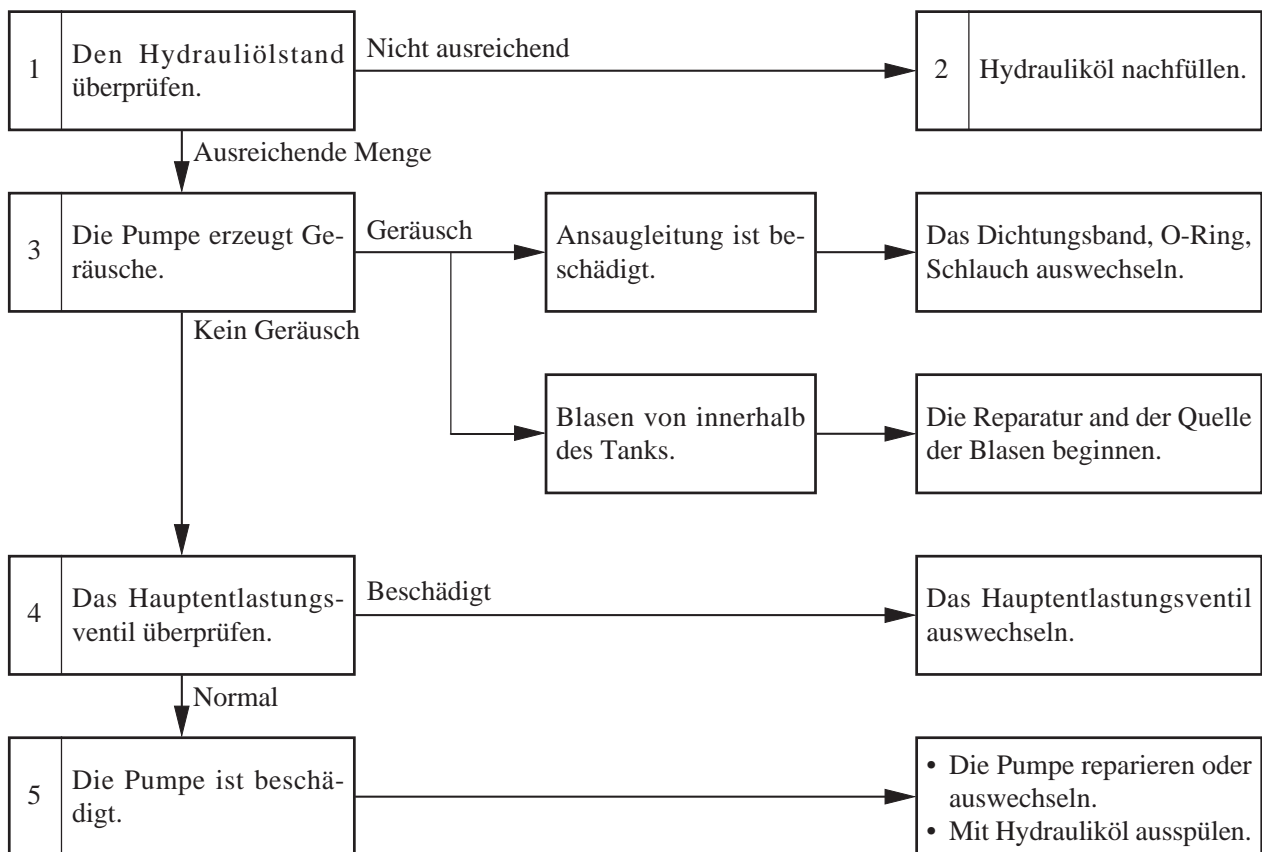 1
Den Hydrauliölstand
überprüfen.
Nicht ausreichend
2
Hydrauliköl nachfüllen.
Ausreichende Menge
3
Die Pumpe erzeugt Ge-
räusche.
Geräusch
Ansaugleitung ist be-
schädigt.
Das Dichtungsband, O-Ring,
Schlauch auswechseln.
Kein Geräusch
Blasen von innerhalb
des Tanks.
Die Reparatur and der Quelle
der Blasen beginnen.
4
Das Hauptentlastungs-
ventil überprüfen.
Beschädigt
Das Hauptentlastungsventil
auswechseln.
Normal
5
Die Pumpe ist beschä-
digt.
• Die Pumpe reparieren oder
auswechseln.
• Mit Hydrauliköl ausspülen.